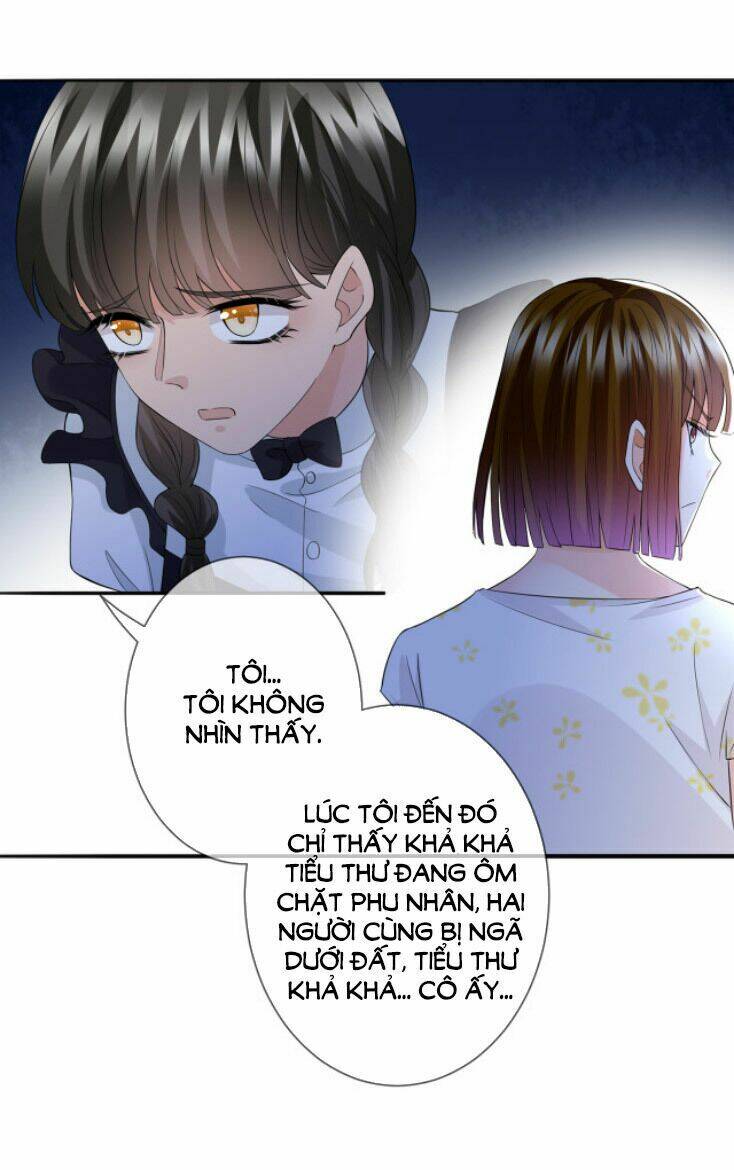 TÔI...
TÔI KHÔNG
NHÌN THẤY.
LÚC TÔI ĐẾN ĐÓ
CHỈ THẤY KHẢ KHẢ
TIỂU THƯ ĐANG ÔM
CHẶT PHU NHÂN, HAI
NGƯỜI CÙNG BỊ NGÃ
DƯỚI ĐẤT, TIỂU THƯ
KHẢ KHẢ... CÔ ẤY...